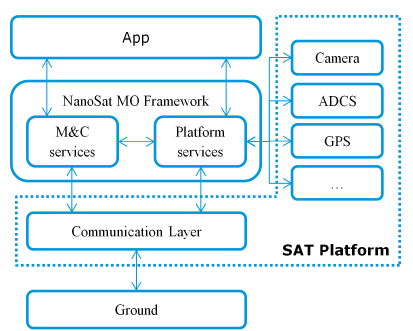 App
NanoSat MO Framework
M&C
services
Platform
services
Camera
ADCS
GPS
...
Communication Layer
SAT Platform
Ground